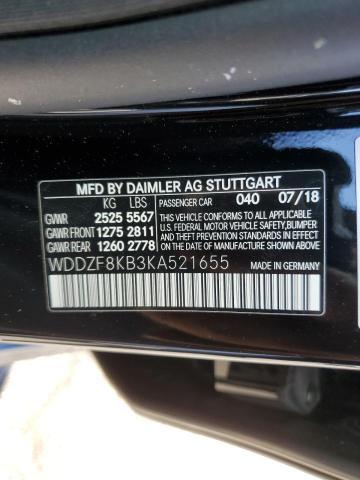 MFD BY DAIMLER AG STUTTGART
KG LBS PASSENGER CAR 040 07/18
GVWR 2525 5567 THIS VEHICLE CONFORMS TO ALL APPLICABLE
GAWR FRONT 1275 2811 U.S. FEDERAL MOTOR VEHICLE SAFETY, BUMPER
GAWR REAR 1260 2778 AND THEFT PREVENTION STANDARDS IN EFFECT
ON THE DATE OF MANUFACTURE SHOWN ABOVE.
WDDZF8KB3KA521655
MADE IN GERMANY